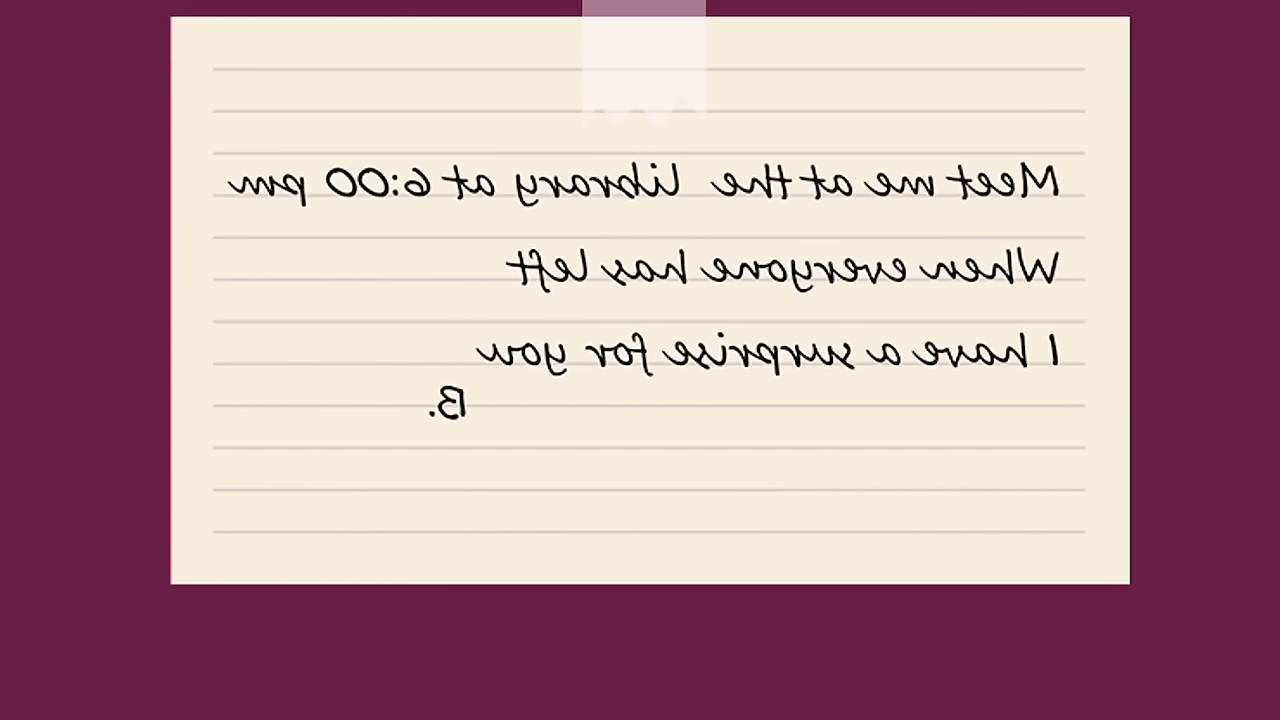 Meet me at the library at 6:00 pm
When everyone has left
I have a surprise for you
B.